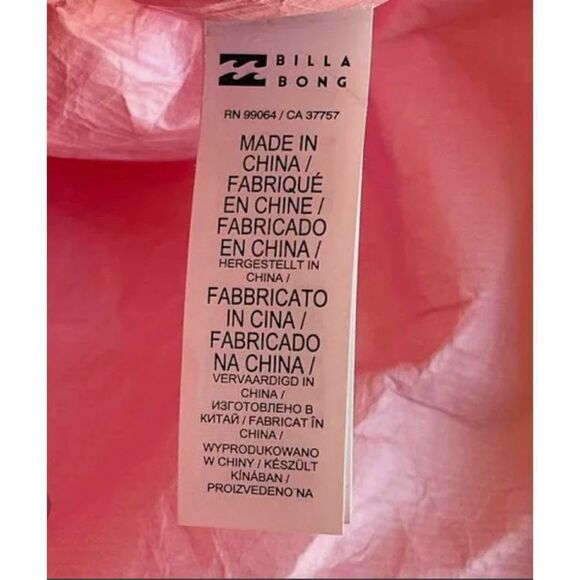 BILLA
BONG
RN 99064 / CA 37757
MADE IN
CHINA /
FABRIQUÉ
EN CHINE /
FABRICADO
EN CHINA /
HERGESTELLT IN
CHINA /
FABBRICATO
IN CINA /
FABRICADO
NA CHINA /
VERVAARDIGD IN
CHINA /
ИЗГОТОВЛЕНО В
КИТАЙ / FABRICAT ÎN
CHINA /
WYPRODUKOWANO
W CHINY / KÉSZÜLT
KÍNÁBAN /
PROIZVEDENO NA